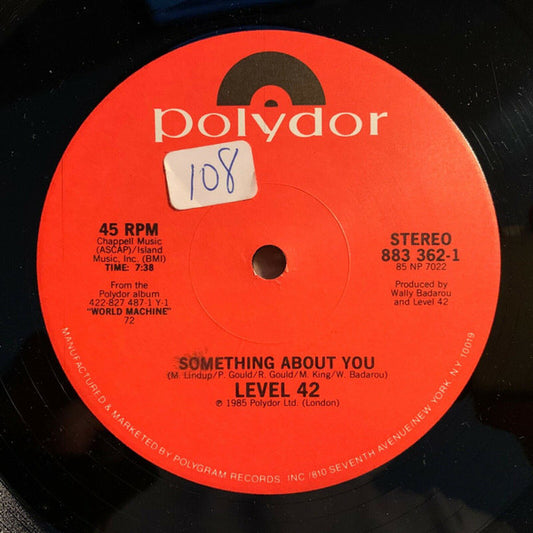 polydor
108
45 RPM
Chappell Music
(ASCAP)/Island
Music, Inc. (BMI)
TIME: 7:38
From the
Polydor album
422-827 487-1 Y-1
"WORLD MACHINE"
72
STEREO
883 362-1
85 NP 7022
Produced by
Wally Badarou
and Level 42
SOMETHING ABOUT YOU
(M. Lindup/P. Gould/R. Gould/M. King/W. Badarou)
LEVEL 42
℗ 1985 Polydor Ltd. (London)
MANUFACTURED & MARKETED BY POLYGRAM RECORDS, INC /810 SEVENTH AVENUE/NEW YORK, N.Y. 10019